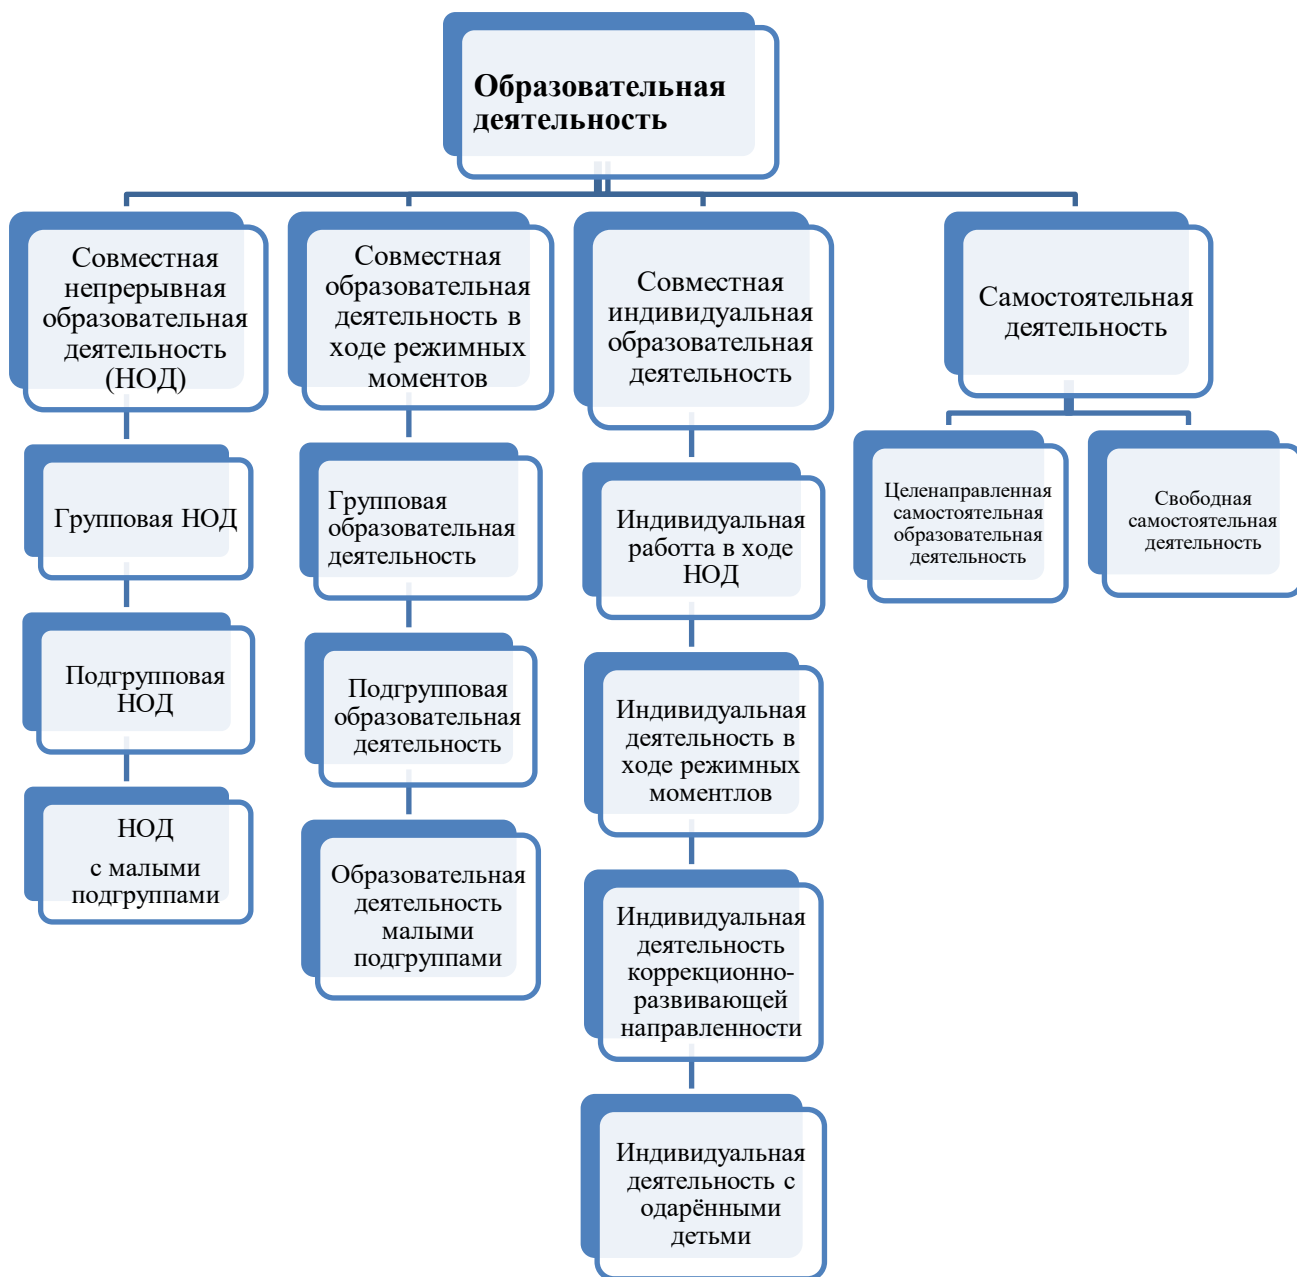 Образовательная
деятельность
Совместная
непрерывная
образовательная
деятельность
(НОД)
Групповая НОД
Подгрупповая
НОД
НОД
с малыми
подгруппами
Совместная
образовательная
деятельность в
ходе режимных
моментов
Групповая
образовательная
деятельность
Подгрупповая
образовательная
деятельность
Образовательная
деятельность
малыми
подгруппами
Совместная
индивидуальная
образовательная
деятельность
Индивидуальная
работта в ходе
НОД
Индивидуальная
деятельность в
ходе режимных
моментлов
Индивидуальная
деятельность
коррекционно-
развивающей
направленности
Индивидуальная
деятельность с
одарёнными
детьми
Самостоятельная
деятельность
Целенаправленная
самостоятельная
образовательная
деятельность
Свободная
самостоятельная
деятельность